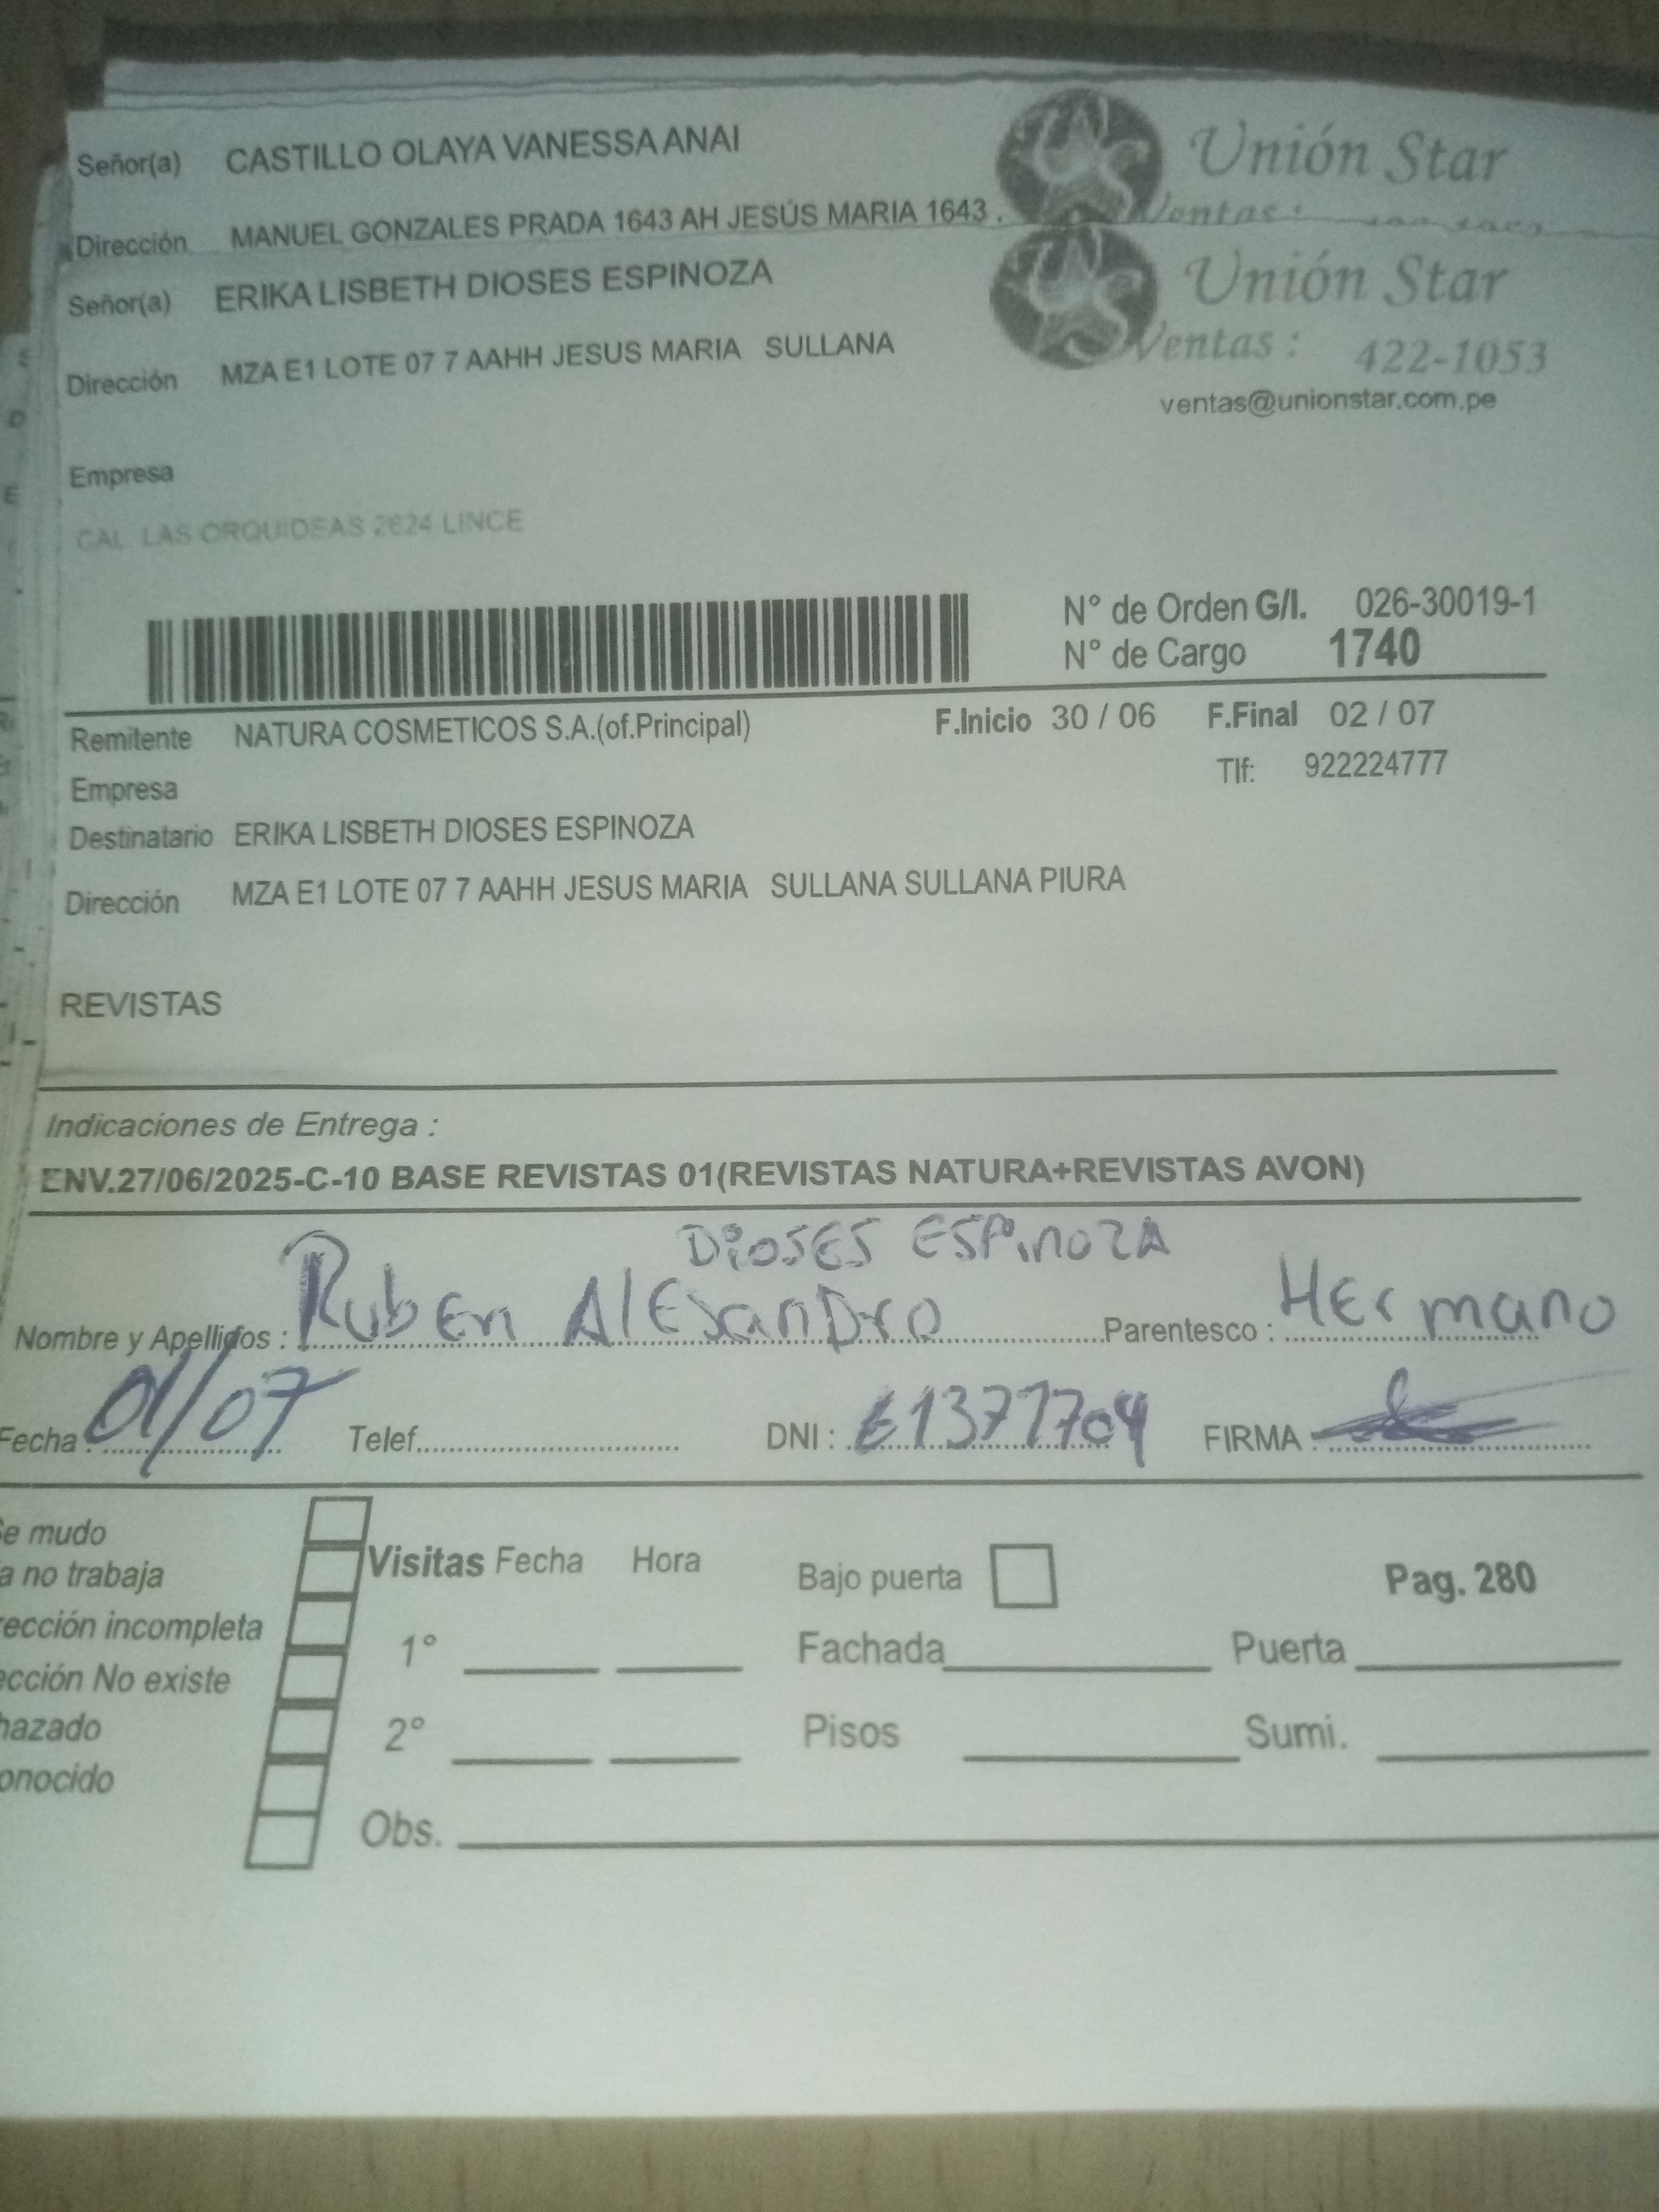 Señor(a) CASTILLO OLAYA VANESSA ANAI
Unión Star
Dirección MANUEL GONZALES PRADA 1643 AH JESÚS MARIA 1643 .
Ventas :
Señor(a) ERIKA LISBETH DIOSES ESPINOZA
Unión Star
Dirección MZA E1 LOTE 07 7 AAHH JESUS MARIA SULLANA
Ventas : 422-1053
ventas@unionstar.com.pe
Empresa
CAL LAS ORQUIDEAS 2624 LINCE
N° de Orden G/I. 026-30019-1
N° de Cargo 1740
Remitente NATURA COSMETICOS S.A.(of.Principal) F.Inicio 30 / 06 F.Final 02 / 07
Empresa Tlf: 922224777
Destinatario ERIKA LISBETH DIOSES ESPINOZA
Dirección MZA E1 LOTE 07 7 AAHH JESUS MARIA SULLANA SULLANA PIURA
REVISTAS
Indicaciones de Entrega :
ENV.27/06/2025-C-10 BASE REVISTAS 01(REVISTAS NATURA+REVISTAS AVON)
DiosES ESPinoZA
Nombre y Apellidos : RubEn AlEjanDro Parentesco : HErmano
Fecha : 01/07 Telef. DNI : 61371704 FIRMA :
e mudo
a no trabaja Visitas Fecha Hora Bajo puerta Pag. 280
ección incompleta 1° Fachada Puerta
cción No existe
hazado 2° Pisos Sumi.
onocido
Obs.